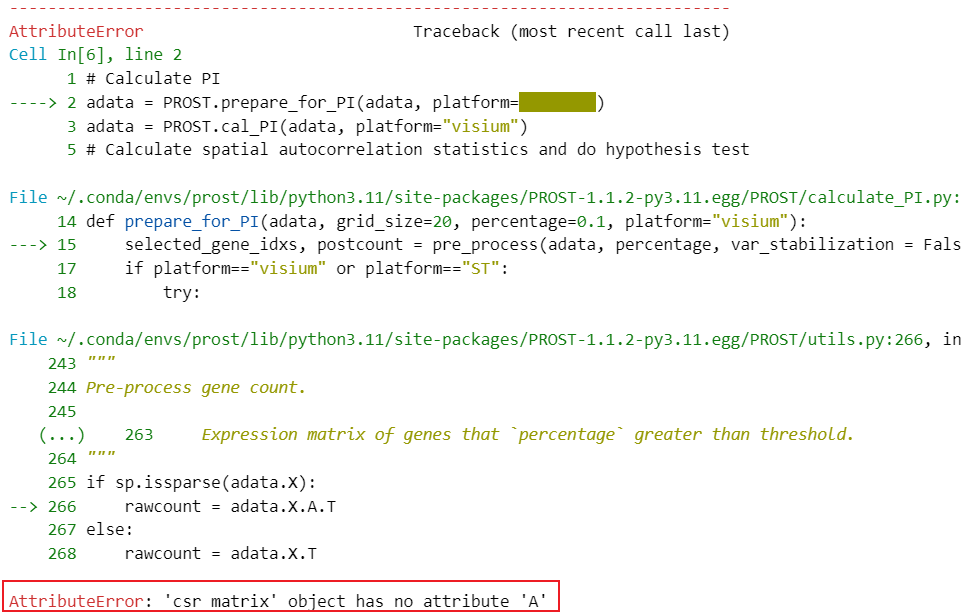 ---------------------------------------------------------------------------
AttributeError                            Traceback (most recent call last)
Cell In[6], line 2
      1 # Calculate PI
----> 2 adata = PROST.prepare_for_PI(adata, platform=        )
      3 adata = PROST.cal_PI(adata, platform="visium")
      5 # Calculate spatial autocorrelation statistics and do hypothesis test
File ~/.conda/envs/prost/lib/python3.11/site-packages/PROST-1.1.2-py3.11.egg/PROST/calculate_PI.py:
     14 def prepare_for_PI(adata, grid_size=20, percentage=0.1, platform="visium"):
---> 15     selected_gene_idxs, postcount = pre_process(adata, percentage, var_stabilization = Fals
     17     if platform=="visium" or platform=="ST":
     18         try:
File ~/.conda/envs/prost/lib/python3.11/site-packages/PROST-1.1.2-py3.11.egg/PROST/utils.py:266, in
    243 """
    244 Pre-process gene count.
    245
   (...)    263     Expression matrix of genes that `percentage` greater than threshold.
    264 """
    265 if sp.issparse(adata.X):
--> 266     rawcount = adata.X.A.T
    267 else:
    268     rawcount = adata.X.T
AttributeError: 'csr_matrix' object has no attribute 'A'